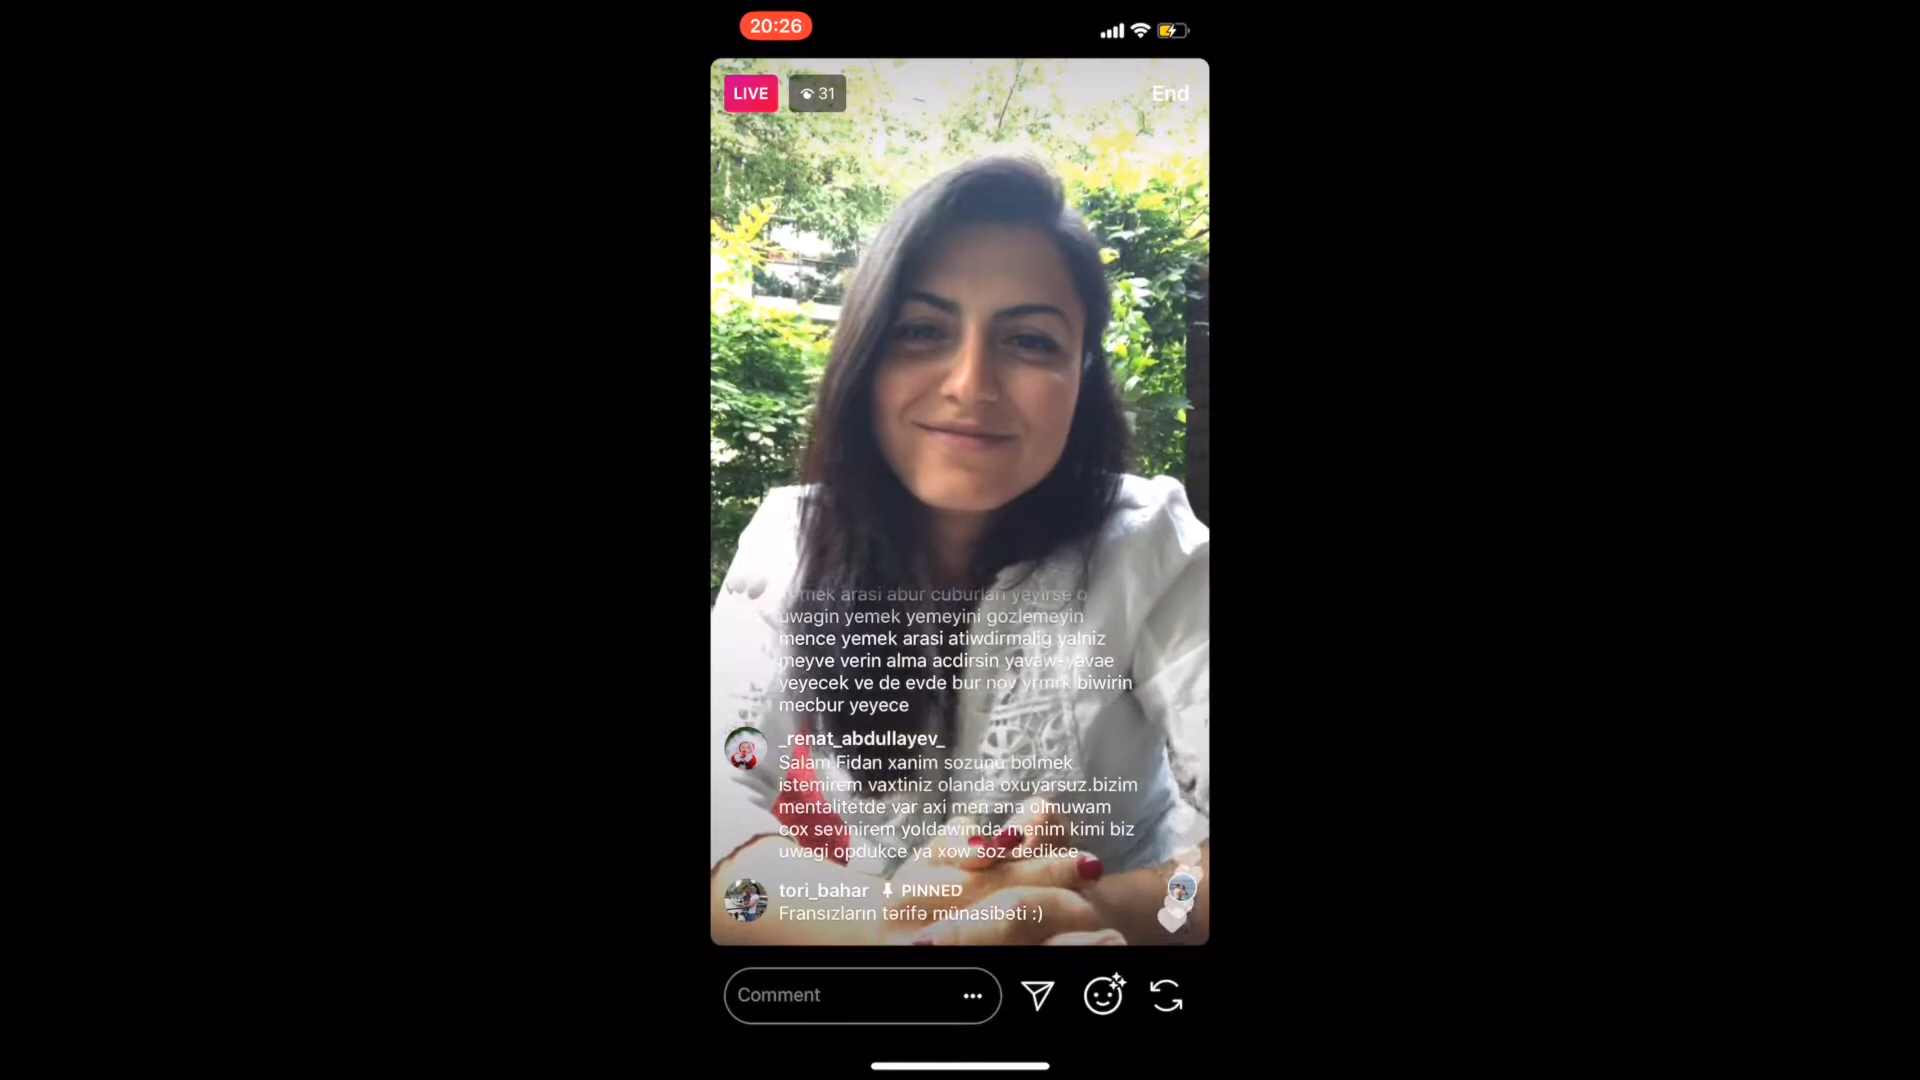 20:26
LIVE
31
End
arasi abur cuburlari yeyirse o
uwagin yemek yemeyini gozlemeyin
mence yemek arasi atiwdirmalig yalniz
meyve verin alma acdirsin yavaw-yavae
yeyecek ve de evde bur nov yrmrk biwirin
mecbur yeyece
_renat_abdullayev_
Salam Fidan xanim sozunu bolmek
istemirem vaxtiniz olanda oxuyarsuz.bizim
mentalitetde var axi men ana olmuwam
cox sevinirem yoldawimda menim kimi biz
uwagi opdukce ya xow soz dedikce
tori_bahar PINNED
Fransızların tərifə münasibəti :)
Comment